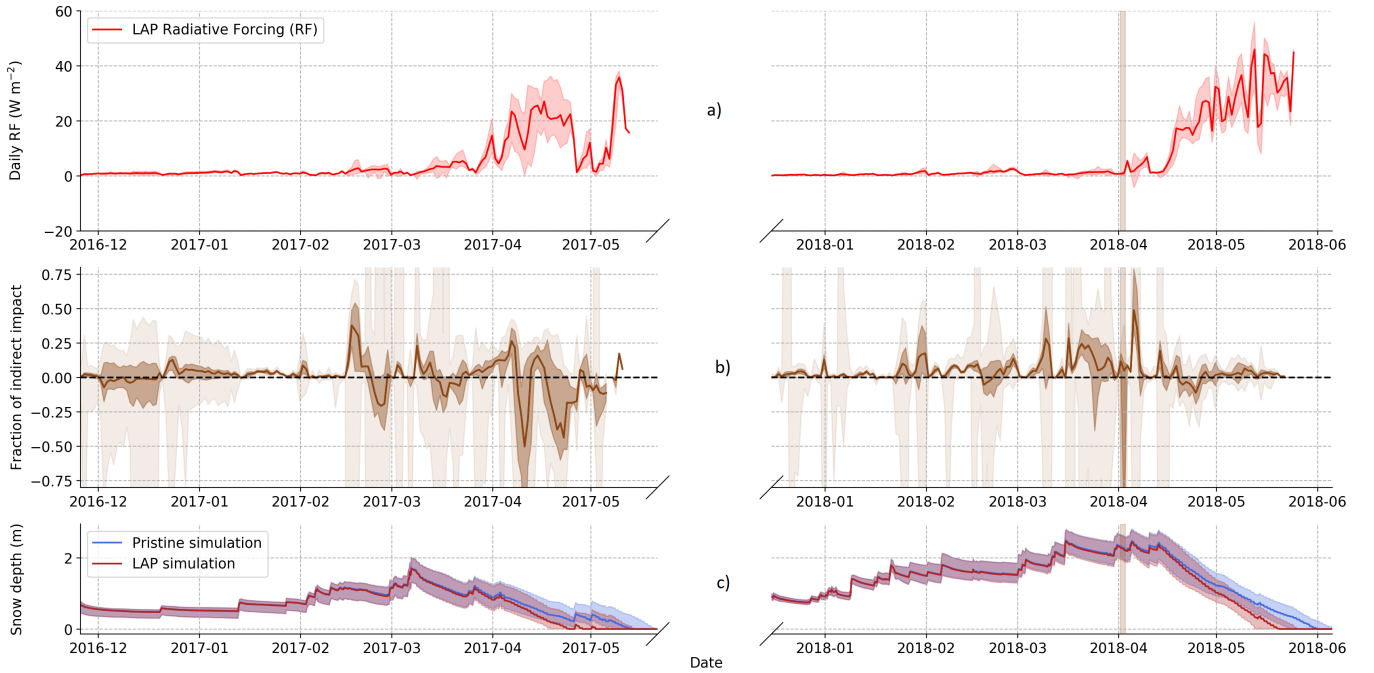 Daily RF (W m⁻²)
60
40
20
0
−20
LAP Radiative Forcing (RF)
2016-12 2017-01 2017-02 2017-03 2017-04 2017-05
a)
2018-01 2018-02 2018-03 2018-04 2018-05 2018-06
Fraction of indirect impact
0.75
0.50
0.25
0.00
−0.25
−0.50
−0.75
2016-12 2017-01 2017-02 2017-03 2017-04 2017-05
b)
2018-01 2018-02 2018-03 2018-04 2018-05 2018-06
Snow depth (m)
2
0
Pristine simulation
LAP simulation
2016-12 2017-01 2017-02 2017-03 2017-04 2017-05
c)
2018-01 2018-02 2018-03 2018-04 2018-05 2018-06
Date